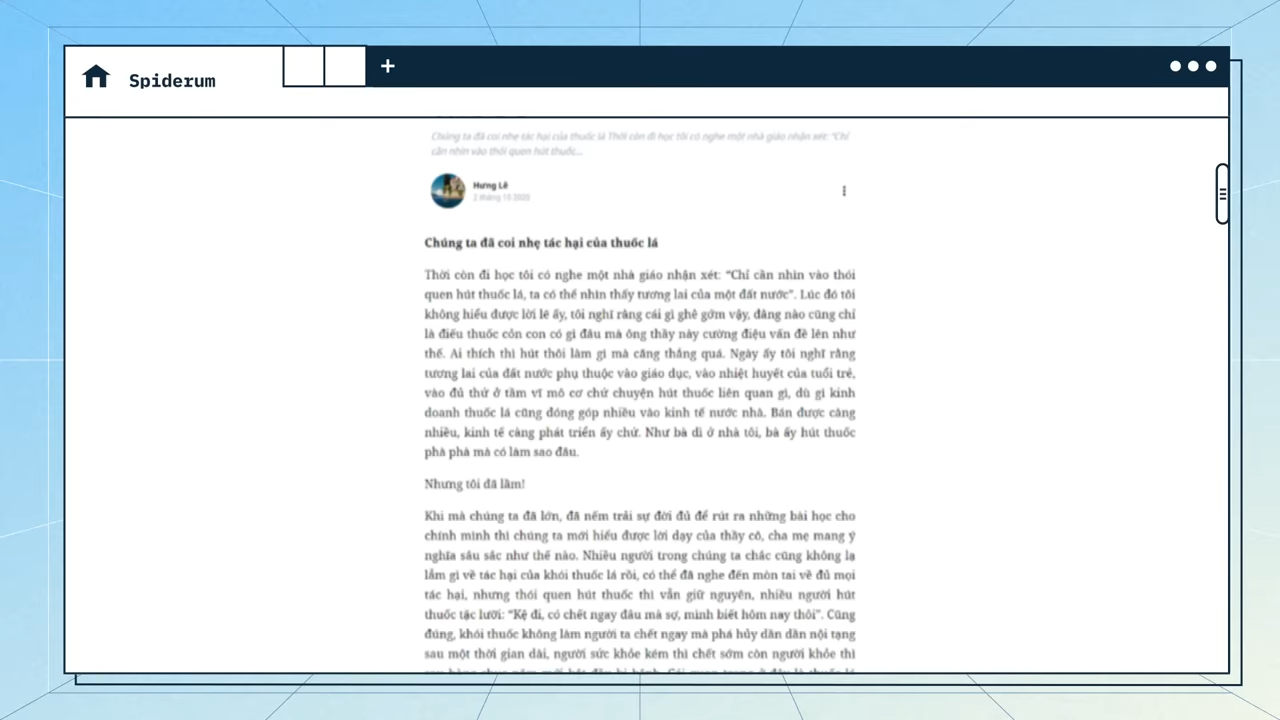 Spiderum
Chúng ta đã coi nhẹ tác hại của thuốc lá Thời còn đi học tôi có nghe một nhà giáo nhận xét: "Chỉ
cần nhìn vào thói quen hút thuốc...
Hưng Lê
2 tháng 10 2020
Chúng ta đã coi nhẹ tác hại của thuốc lá
Thời còn đi học tôi có nghe một nhà giáo nhận xét: “Chỉ cần nhìn vào thói
quen hút thuốc lá, ta có thể nhìn thấy tương lai của một đất nước”. Lúc đó tôi
không hiểu được lời lẽ ấy, tôi nghĩ rằng cái gì ghê gớm vậy, đằng nào cũng chỉ
là điếu thuốc cỏn con có gì đâu mà ông thầy này cường điệu vấn đề lên như
thế. Ai thích thì hút thôi làm gì mà căng thẳng quá. Ngày ấy tôi nghĩ rằng
tương lai của đất nước phụ thuộc vào giáo dục, vào nhiệt huyết của tuổi trẻ,
vào đủ thứ ở tầm vĩ mô cơ chứ chuyện hút thuốc liên quan gì, dù gì kinh
doanh thuốc lá cũng đóng góp nhiều vào kinh tế nước nhà. Bán được càng
nhiều, kinh tế càng phát triển ấy chứ. Như bà dì ở nhà tôi, bà ấy hút thuốc
phà phà mà có làm sao đâu.
Nhưng tôi đã lầm!
Khi mà chúng ta đã lớn, đã nếm trải sự đời đủ để rút ra những bài học cho
chính mình thì chúng ta mới hiểu được lời dạy của thầy cô, cha mẹ mang ý
nghĩa sâu sắc như thế nào. Nhiều người trong chúng ta chắc cũng không lạ
lẫm gì về tác hại của khói thuốc lá rồi, có thể đã nghe đến mòn tai về đủ mọi
tác hại, nhưng thói quen hút thuốc thì vẫn giữ nguyên, nhiều người hút
thuốc tặc lưỡi: “Kệ đi, có chết ngay đâu mà sợ, mình biết hôm nay thôi”. Cũng
đúng, khói thuốc không làm người ta chết ngay mà phá hủy dần dần nội tạng
sau một thời gian dài, người sức khỏe kém thì chết sớm còn người khỏe thì